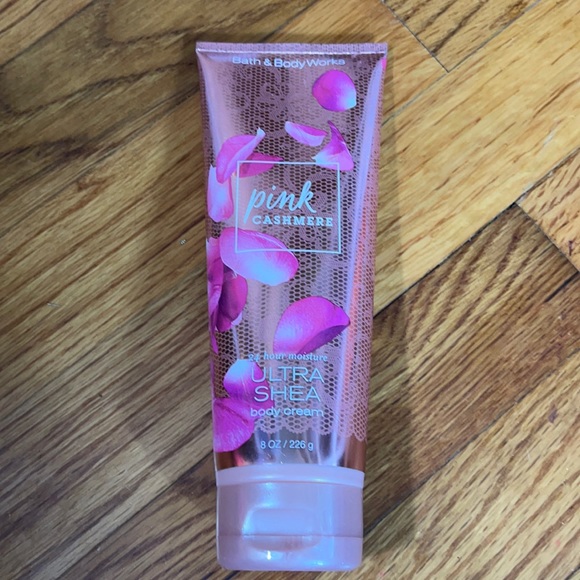 Bath & Body Works
pink
CASHMERE
24 hour moisture
ULTRA
SHEA
body cream
8 OZ / 226 g